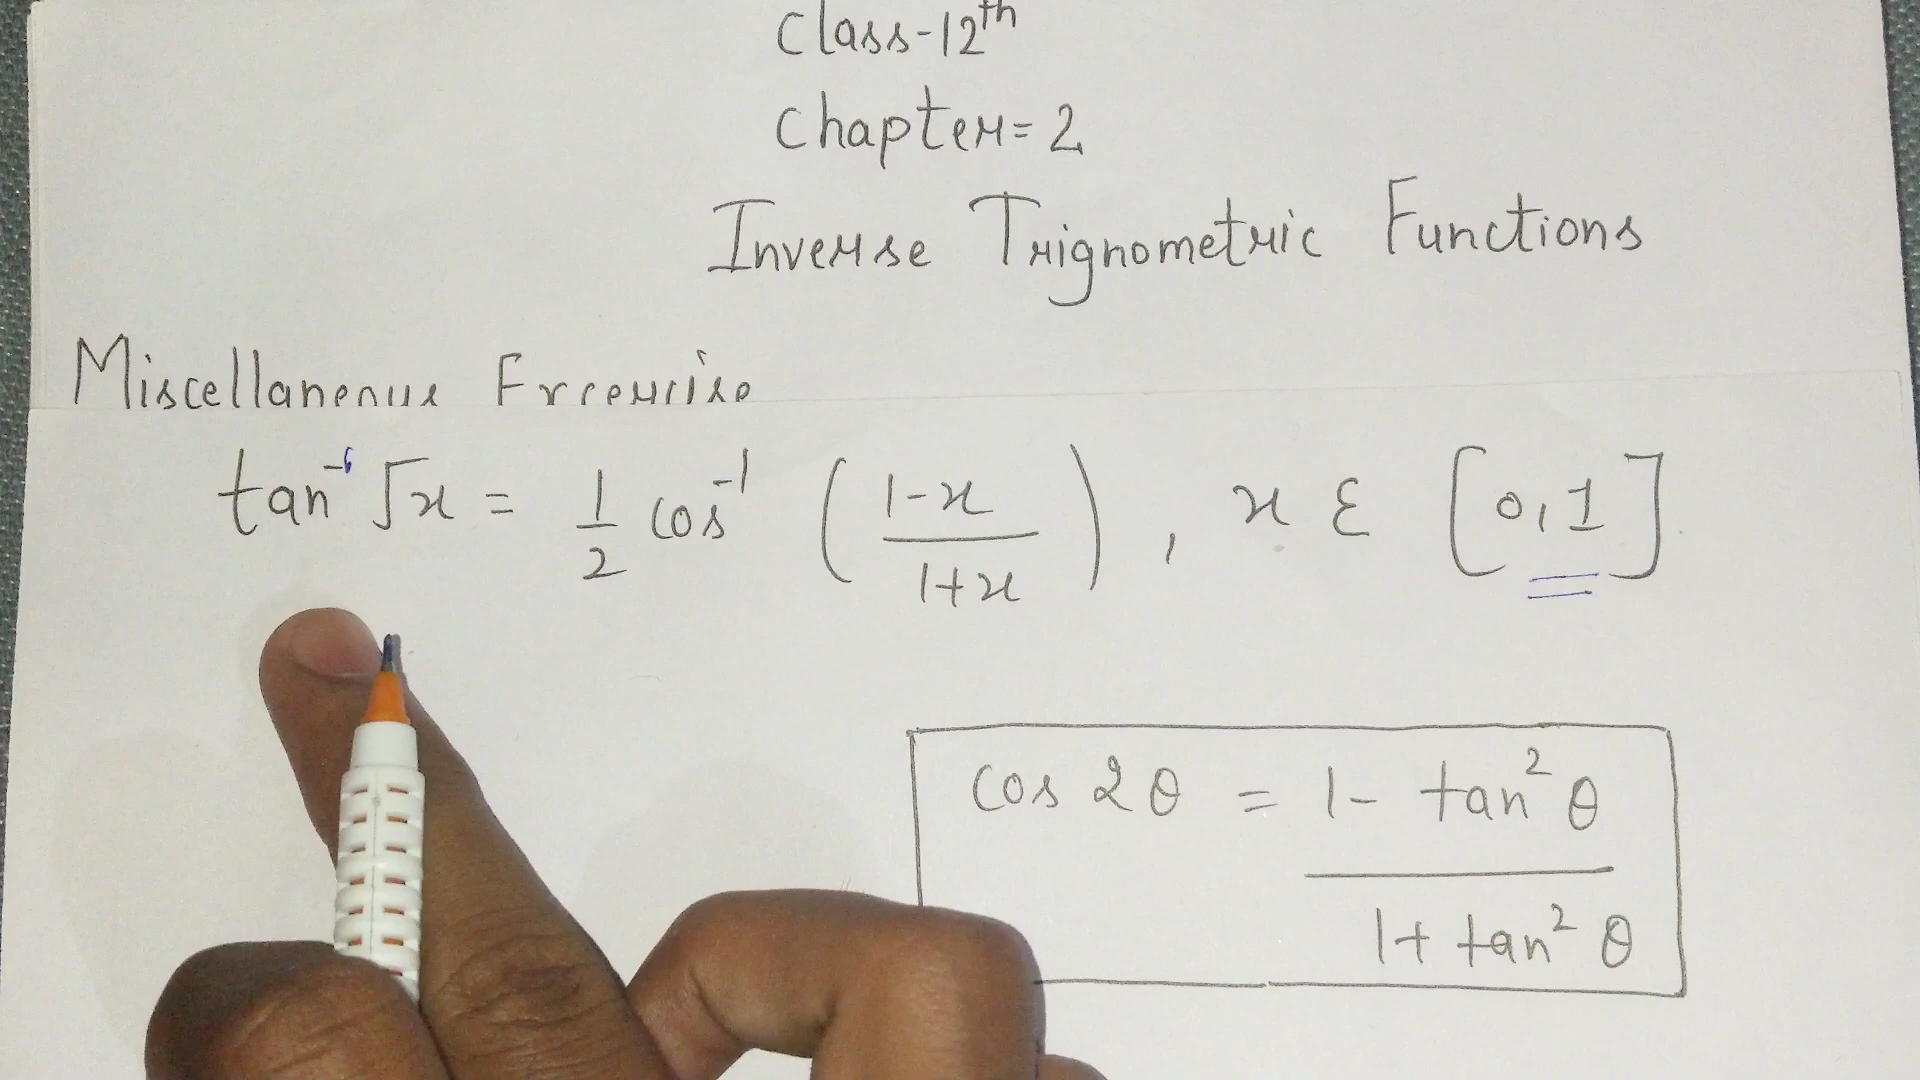 Class-12th
Chapter=2
Inverse Trignometric Functions
Miscellaneous Excercise
tan⁻¹ √x = 1/2 cos⁻¹ (1-x / 1+x), x ε [0,1]
cos 2θ = 1- tan²θ / 1+ tan²θ